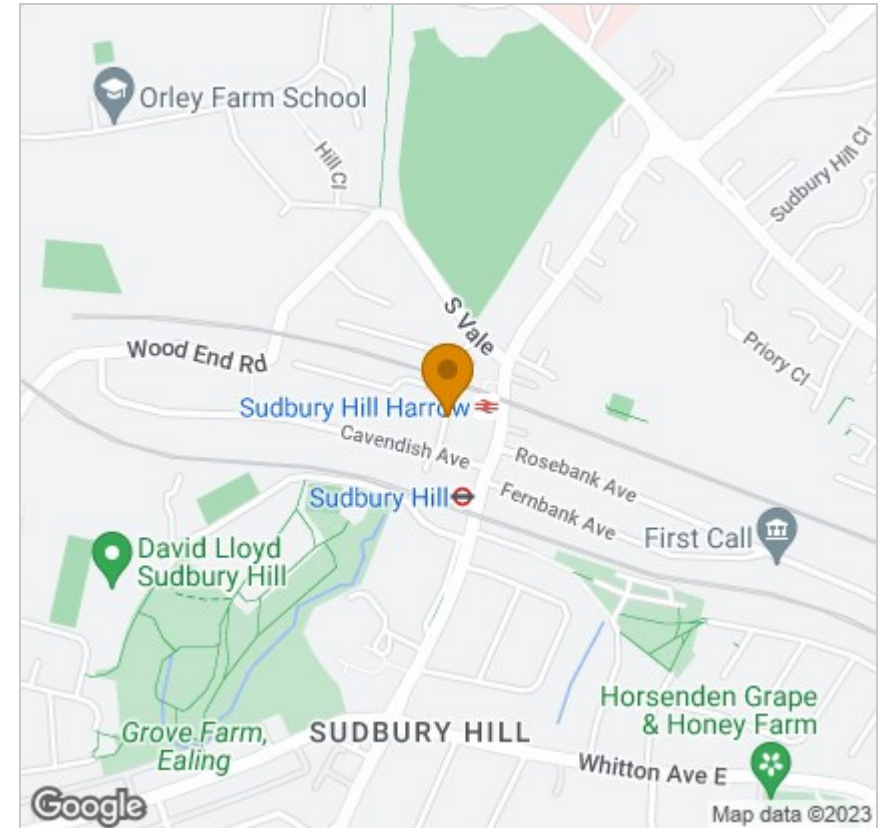 Orley Farm School
Hill Cl
Sudbury Hill Cl
S Vale
Priory Cl
Wood End Rd
Sudbury Hill Harrow
Cavendish Ave
Rosebank Ave
Sudbury Hill
Fernbank Ave
First Call
David Lloyd
Sudbury Hill
Horsenden Grape
& Honey Farm
Grove Farm,
Ealing
SUDBURY HILL
Whitton Ave E
Google
Map data ©2023